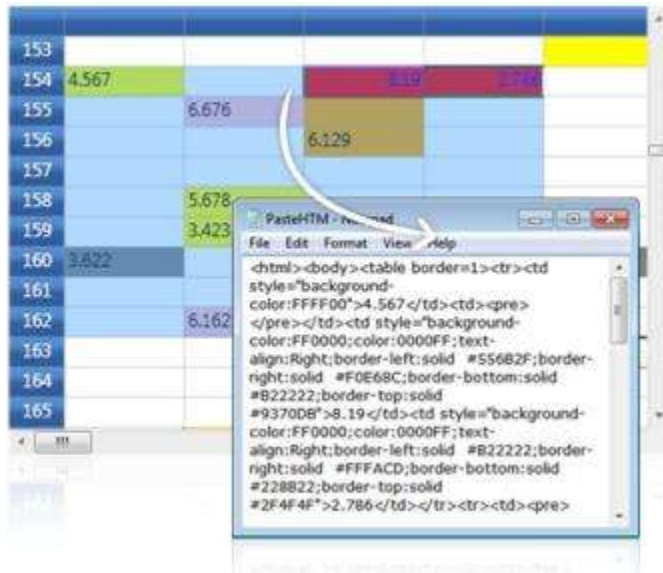 153
154 4.567 8.19 2.786
155 6.676
156 6.129
157
158 5.678
159 3.423
160 3.622
161
162 6.162
163
164
165
PasteHTM - Notepad
File Edit Format View Help
<html><body><table border=1><tr><td
style="background-
color:FFFF00">4.567</td><td><pre>
</pre></td><td style="background-
color:FF0000;color:0000FF;text-
align:Right;border-left:solid #556B2F;border-
right:solid #F0E68C;border-bottom:solid
#B22222;border-top:solid
#9370DB">8.19</td><td style="background-
color:FF0000;color:0000FF;text-
align:Right;border-left:solid #B22222;border-
right:solid #FFFACD;border-bottom:solid
#228B22;border-top:solid
#2F4F4F">2.786</td></tr><tr><td><pre>